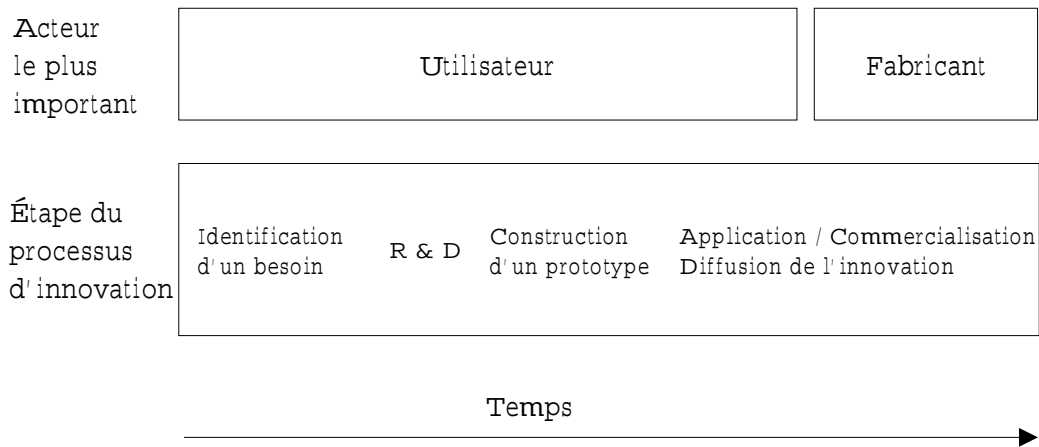 Acteur
le plus
important
Utilisateur
Fabricant
Étape du
processus
d'innovation
Identification
d'un besoin
R & D
Construction
d'un prototype
Application / Commercialisation
Diffusion de l'innovation
Temps